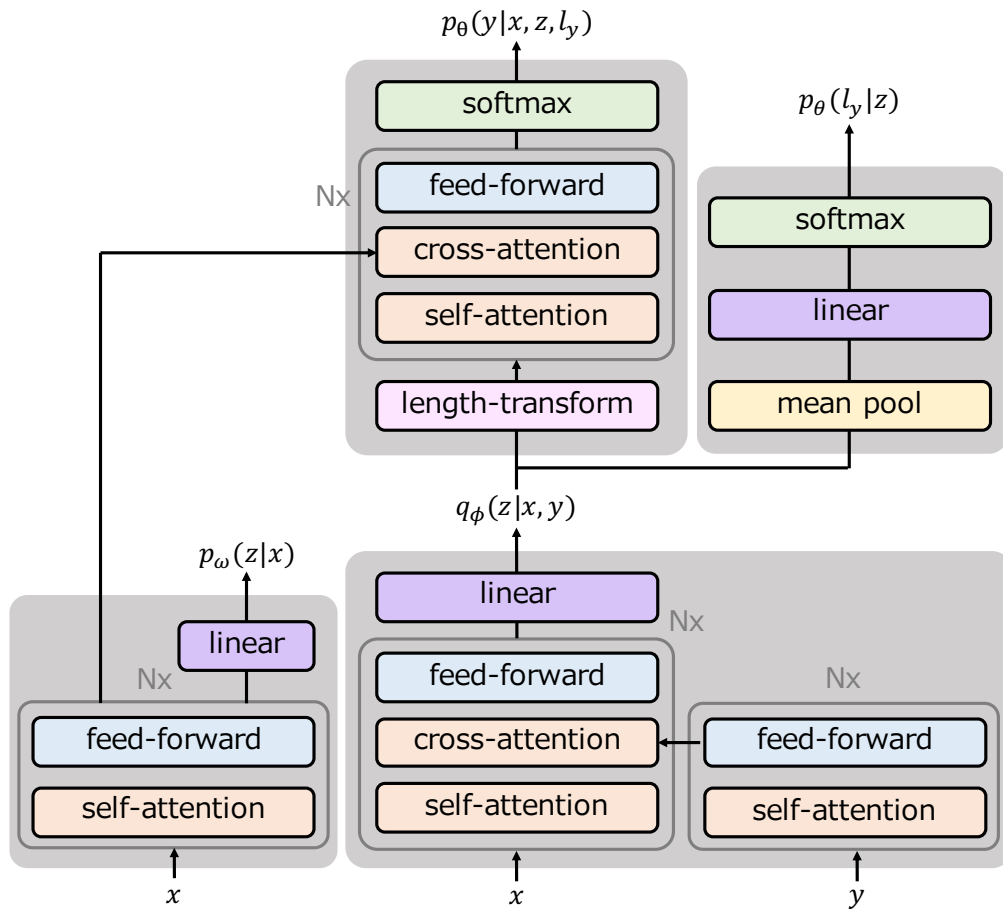 p_θ(y|x, z, l_y)
softmax
feed-forward
Nx
cross-attention
self-attention
length-transform
p_θ(l_y|z)
softmax
linear
mean pool
q_ϕ(z|x, y)
p_ω(z|x)
linear
Nx
feed-forward
self-attention
x
linear
Nx
feed-forward
cross-attention
self-attention
x
Nx
feed-forward
self-attention
y